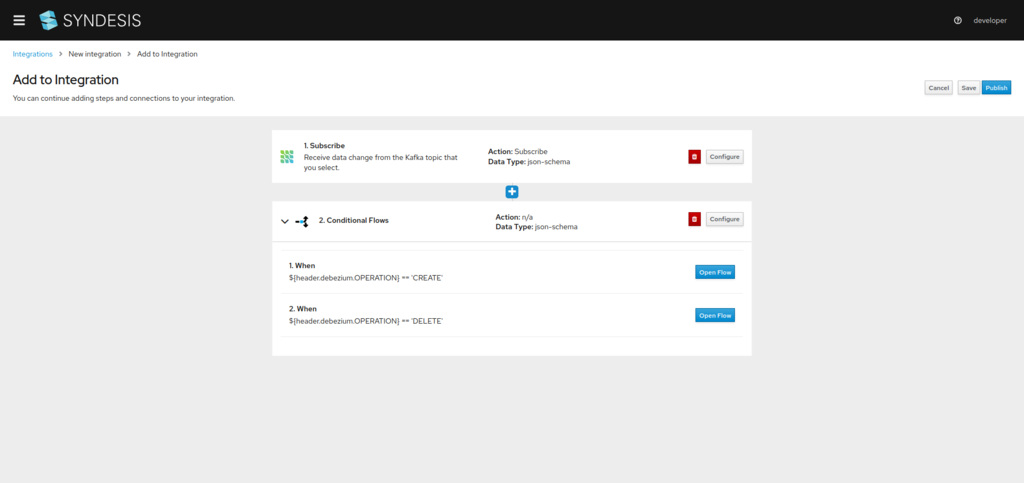 SYNDESIS
developer
Integrations > New integration > Add to Integration
Add to Integration
You can continue adding steps and connections to your integration.
Cancel
Save
Publish
1. Subscribe
Receive data change from the Kafka topic that
you select.
Action: Subscribe
Data Type: json-schema
Configure
2. Conditional Flows
Action: n/a
Data Type: json-schema
Configure
1. When
${header.debezium.OPERATION} == 'CREATE'
Open Flow
2. When
${header.debezium.OPERATION} == 'DELETE'
Open Flow